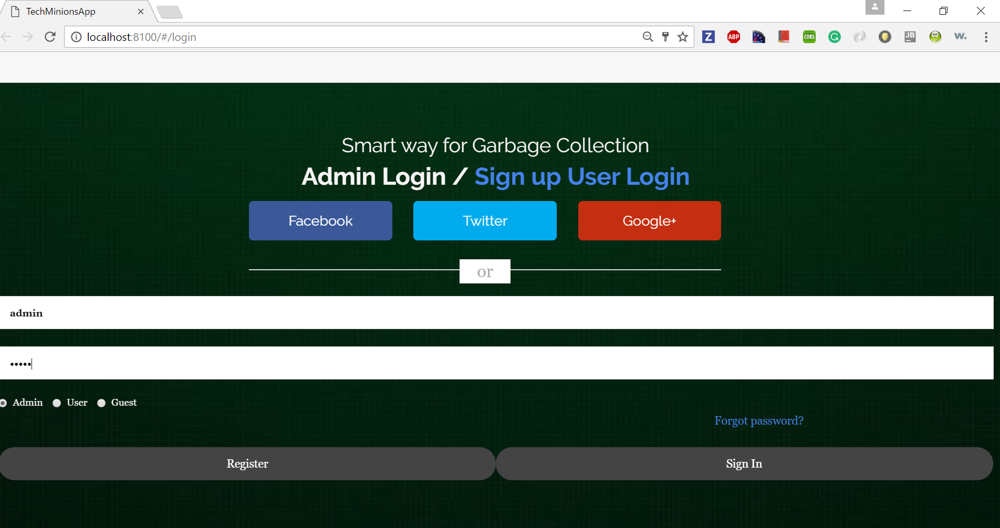 TechMinionsApp
localhost:8100/#/login
Z ABP A CORS G JB w.
Smart way for Garbage Collection
Admin Login / Sign up User Login
Facebook Twitter Google+
or
admin
•••••
Admin User Guest
Forgot password?
Register Sign In